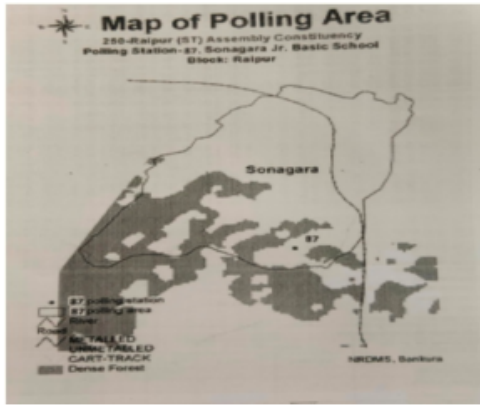 Map of Polling Area
250-Raipur (ST) Assembly Constituency
Polling Station-87, Sonagara Jr. Basic School
Block: Raipur
Sonagara
87
87 polling station
87 polling area
River
Road
METALLED
UNMETALLED
CART-TRACK
Dense Forest
NRDMS, Bankura